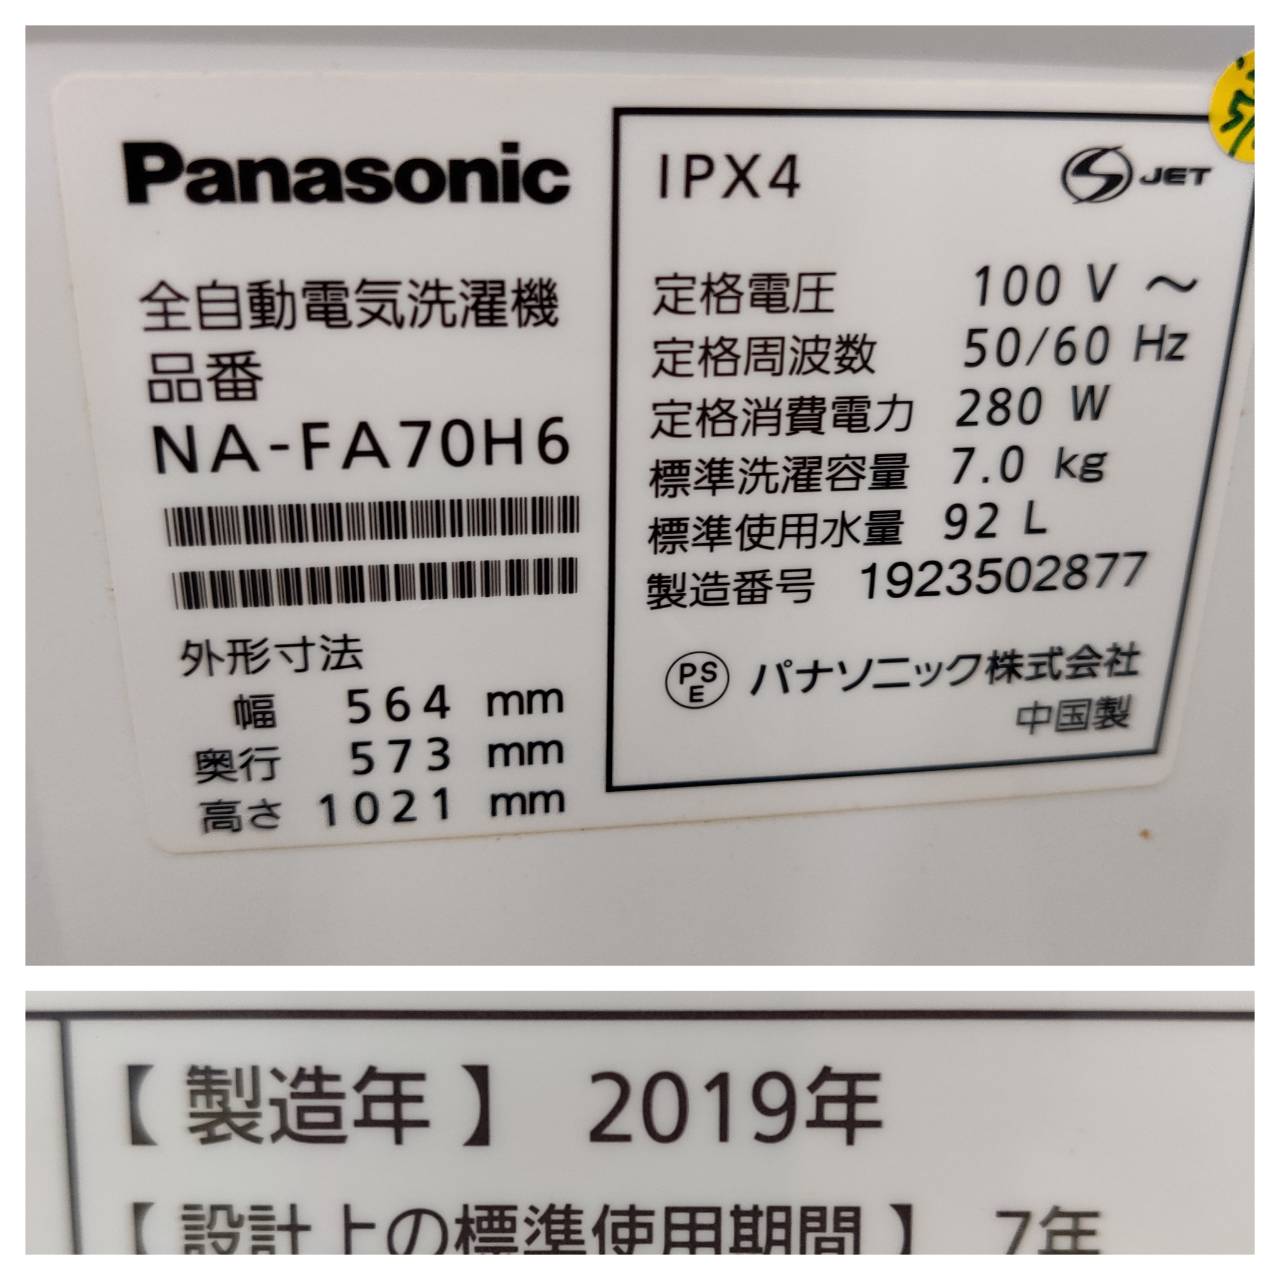 Panasonic
全自動電気洗濯機
品番
NA-FA70H6
外形寸法
幅 564 mm
奥行 573 mm
高さ 1021 mm
IPX4
S JET
定格電圧 100 V ～
定格周波数 50/60 Hz
定格消費電力 280 W
標準洗濯容量 7.0 kg
標準使用水量 92 L
製造番号 1923502877
PS E パナソニック株式会社
中国製
【 製造年 】 2019年
【 設計上の標準使用期間 】 7年